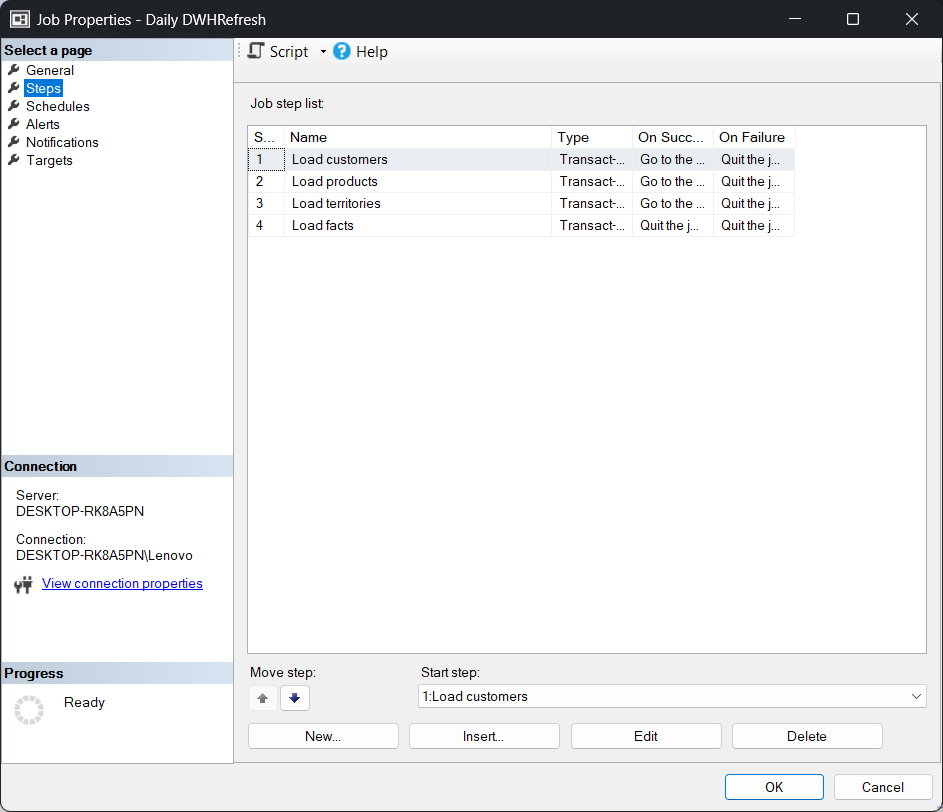 Job Properties - Daily DWHRefresh
Select a page
General
Steps
Schedules
Alerts
Notifications
Targets
Connection
Server:
DESKTOP-RK8A5PN
Connection:
DESKTOP-RK8A5PN\Lenovo
View connection properties
Progress
Ready
Script Help
Job step list:
S... Name Type On Succ... On Failure
1 Load customers Transact-... Go to the ... Quit the j...
2 Load products Transact-... Go to the ... Quit the j...
3 Load territories Transact-... Go to the ... Quit the j...
4 Load facts Transact-... Quit the j... Quit the j...
Move step: Start step:
1:Load customers
New... Insert... Edit Delete
OK Cancel